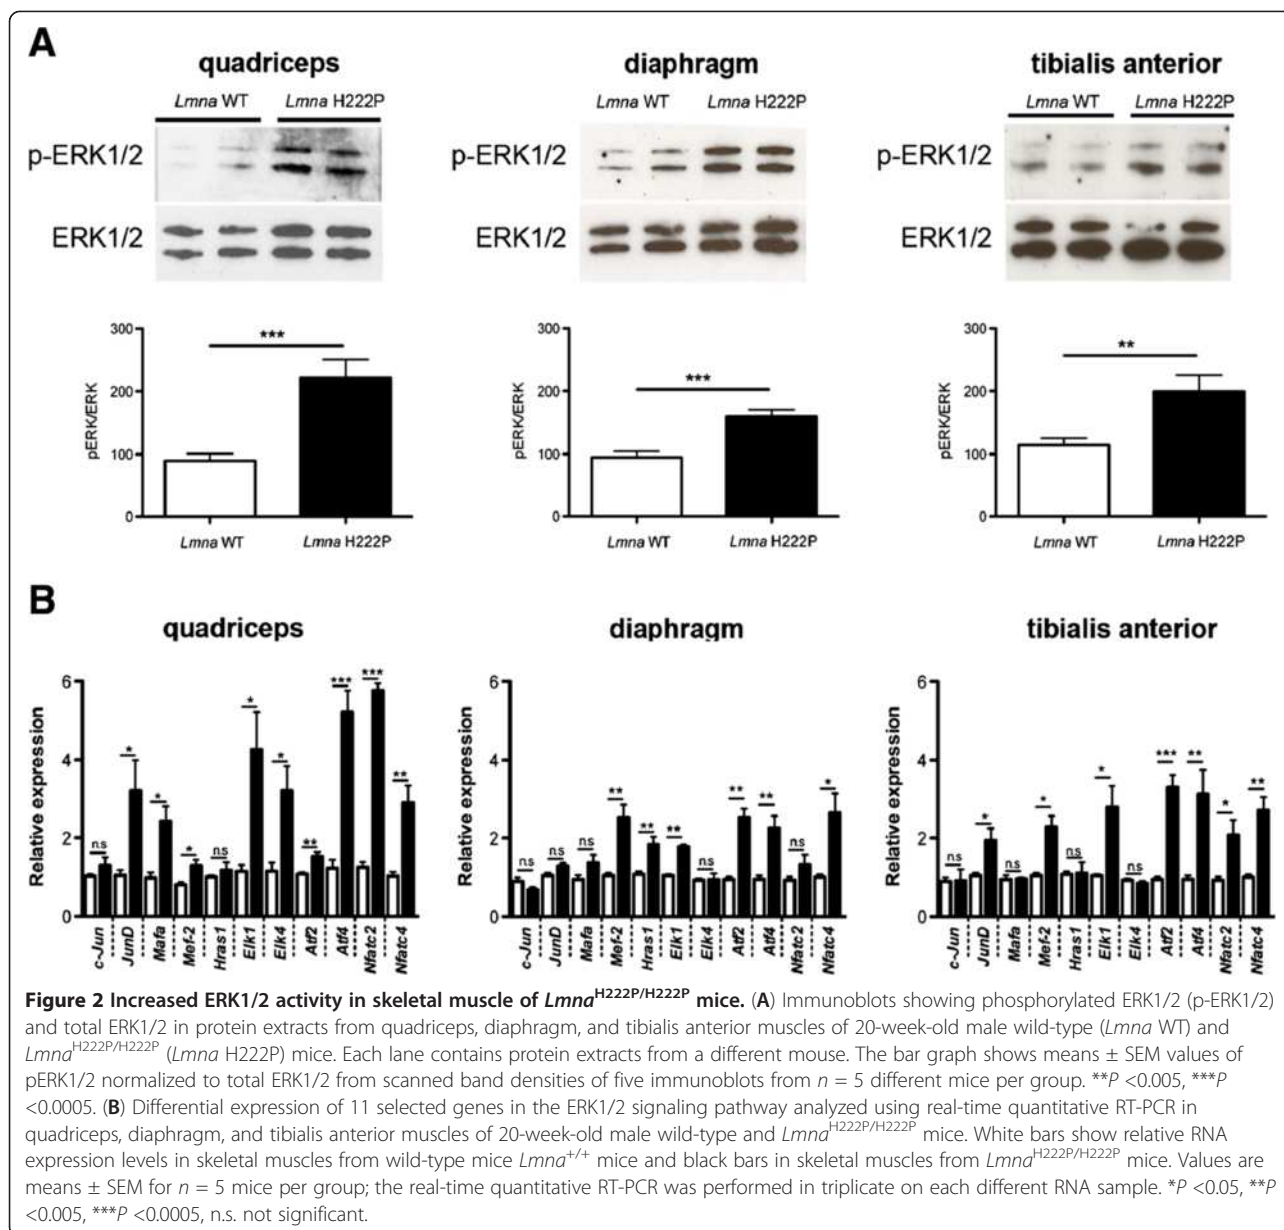 A
quadriceps
diaphragm
tibialis anterior
Lmna WT Lmna H222P
Lmna WT Lmna H222P
Lmna WT Lmna H222P
p-ERK1/2
p-ERK1/2
p-ERK1/2
ERK1/2
ERK1/2
ERK1/2
300
200
100
0
pERK/ERK
***
Lmna WT Lmna H222P
300
200
100
0
pERK/ERK
***
Lmna WT Lmna H222P
300
200
100
0
pERK/ERK
**
Lmna WT Lmna H222P
B
quadriceps
6
4
2
0
Relative expression
ns * * * ns * * ** *** *** **
c-Jun JunD Mafa Mef-2 Hras1 Elk1 Elk4 Atf2 Atf4 Nfatc2 Nfatc4
diaphragm
6
4
2
0
Relative expression
ns ns ns ** ** ** ns ** ** ns *
c-Jun JunD Mafa Mef-2 Hras1 Elk1 Elk4 Atf2 Atf4 Nfatc2 Nfatc4
tibialis anterior
6
4
2
0
Relative expression
ns * ns * ns * ns *** ** * **
c-Jun JunD Mafa Mef-2 Hras1 Elk1 Elk4 Atf2 Atf4 Nfatc2 Nfatc4
Figure 2 Increased ERK1/2 activity in skeletal muscle of Lmna^H222P/H222P mice. (A) Immunoblots showing phosphorylated ERK1/2 (p-ERK1/2)
and total ERK1/2 in protein extracts from quadriceps, diaphragm, and tibialis anterior muscles of 20-week-old male wild-type (Lmna WT) and
Lmna^H222P/H222P (Lmna H222P) mice. Each lane contains protein extracts from a different mouse. The bar graph shows means ± SEM values of
pERK1/2 normalized to total ERK1/2 from scanned band densities of five immunoblots from n = 5 different mice per group. **P <0.005, ***P
<0.0005. (B) Differential expression of 11 selected genes in the ERK1/2 signaling pathway analyzed using real-time quantitative RT-PCR in
quadriceps, diaphragm, and tibialis anterior muscles of 20-week-old male wild-type and Lmna^H222P/H222P mice. White bars show relative RNA
expression levels in skeletal muscles from wild-type mice Lmna^+/+ mice and black bars in skeletal muscles from Lmna^H222P/H222P mice. Values are
means ± SEM for n = 5 mice per group; the real-time quantitative RT-PCR was performed in triplicate on each different RNA sample. *P <0.05, **P
<0.005, ***P <0.0005, n.s. not significant.